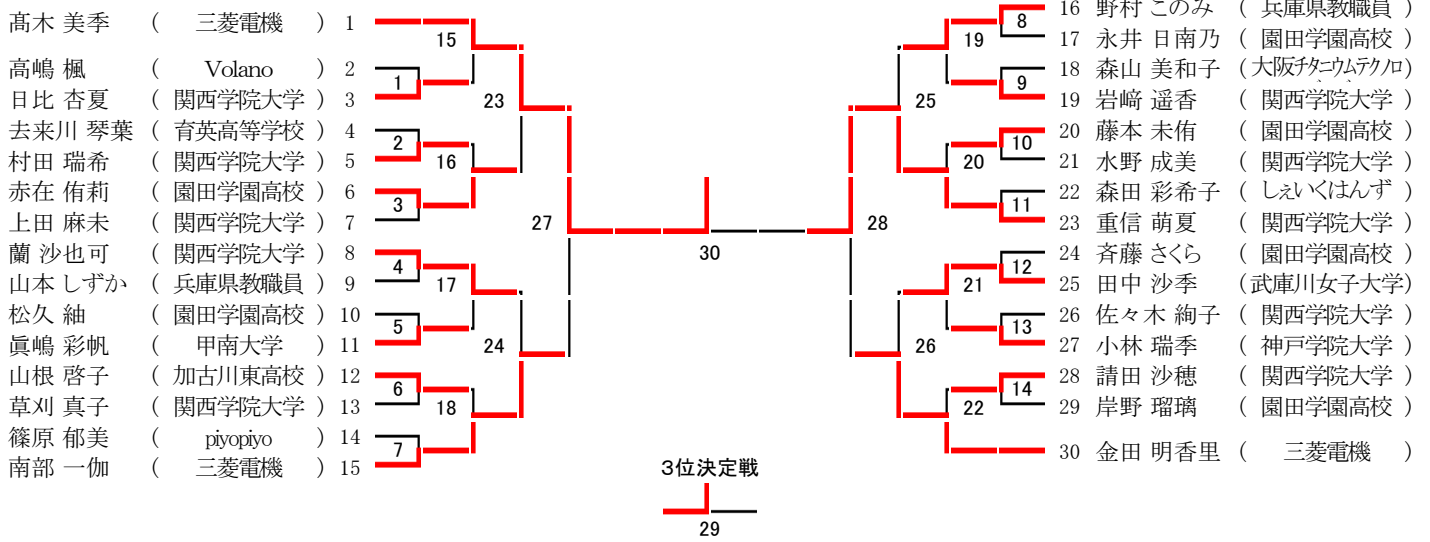 髙木 美季 ( 三菱電機 ) 1
高嶋 楓 ( Volano ) 2
日比 杏夏 ( 関西学院大学 ) 3
去来川 琴葉 ( 育英高等学校 ) 4
村田 瑞希 ( 関西学院大学 ) 5
赤在 侑莉 ( 園田学園高校 ) 6
上田 麻未 ( 関西学院大学 ) 7
蘭 沙也可 ( 関西学院大学 ) 8
山本 しずか ( 兵庫県教職員 ) 9
松久 紬 ( 園田学園高校 ) 10
眞嶋 彩帆 ( 甲南大学 ) 11
山根 啓子 ( 加古川東高校 ) 12
草刈 真子 ( 関西学院大学 ) 13
篠原 郁美 ( piyopiyo ) 14
南部 一伽 ( 三菱電機 ) 15
1
2
3
4
5
6
7
15
16
17
18
23
24
27
30
3位決定戦
29
28
25
26
19
20
21
22
8
9
10
11
12
13
14
16 野村 このみ ( 兵庫県教職員 )
17 永井 日南乃 ( 園田学園高校 )
18 森山 美和子 (大阪チタニウムテクノロ)
19 岩﨑 遥香 ( 関西学院大学 )
20 藤本 未侑 ( 園田学園高校 )
21 水野 成美 ( 関西学院大学 )
22 森田 彩希子 ( しぇいくはんず )
23 重信 萌夏 ( 関西学院大学 )
24 斉藤 さくら ( 園田学園高校 )
25 田中 沙季 (武庫川女子大学)
26 佐々木 絢子 ( 関西学院大学 )
27 小林 瑞季 ( 神戸学院大学 )
28 請田 沙穂 ( 関西学院大学 )
29 岸野 瑠璃 ( 園田学園高校 )
30 金田 明香里 ( 三菱電機 )